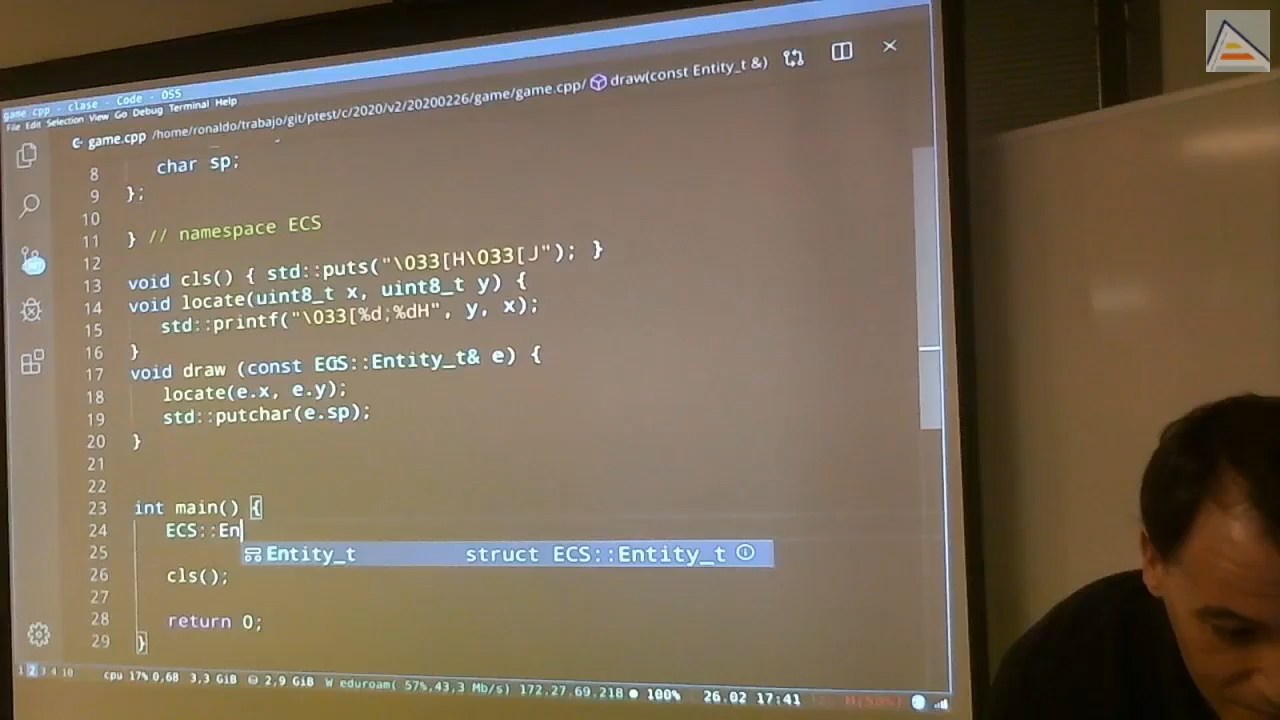 game.cpp - clase - Code - OSS
File Edit Selection View Go Debug Terminal Help
game.cpp /home/ronaldo/trabajo/git/ptest/c/2020/v2/20200226/game/game.cpp/ draw(const Entity_t &)
8 char sp;
9 };
10
11 } // namespace ECS
12
13 void cls() { std::puts("\033[H\033[J"); }
14 void locate(uint8_t x, uint8_t y) {
15 std::printf("\033[%d;%dH", y, x);
16 }
17 void draw (const ECS::Entity_t& e) {
18 locate(e.x, e.y);
19 std::putchar(e.sp);
20 }
21
22
23 int main() {
24 ECS::En
25 Entity_t struct ECS::Entity_t
26 cls();
27
28 return 0;
29 }
1 2 3 4 10 cpu 17% 0,68 3,3 GiB 2,9 GiB W eduroam( 57%,43,3 Mb/s) 172.27.69.218 100% 26.02 17:41